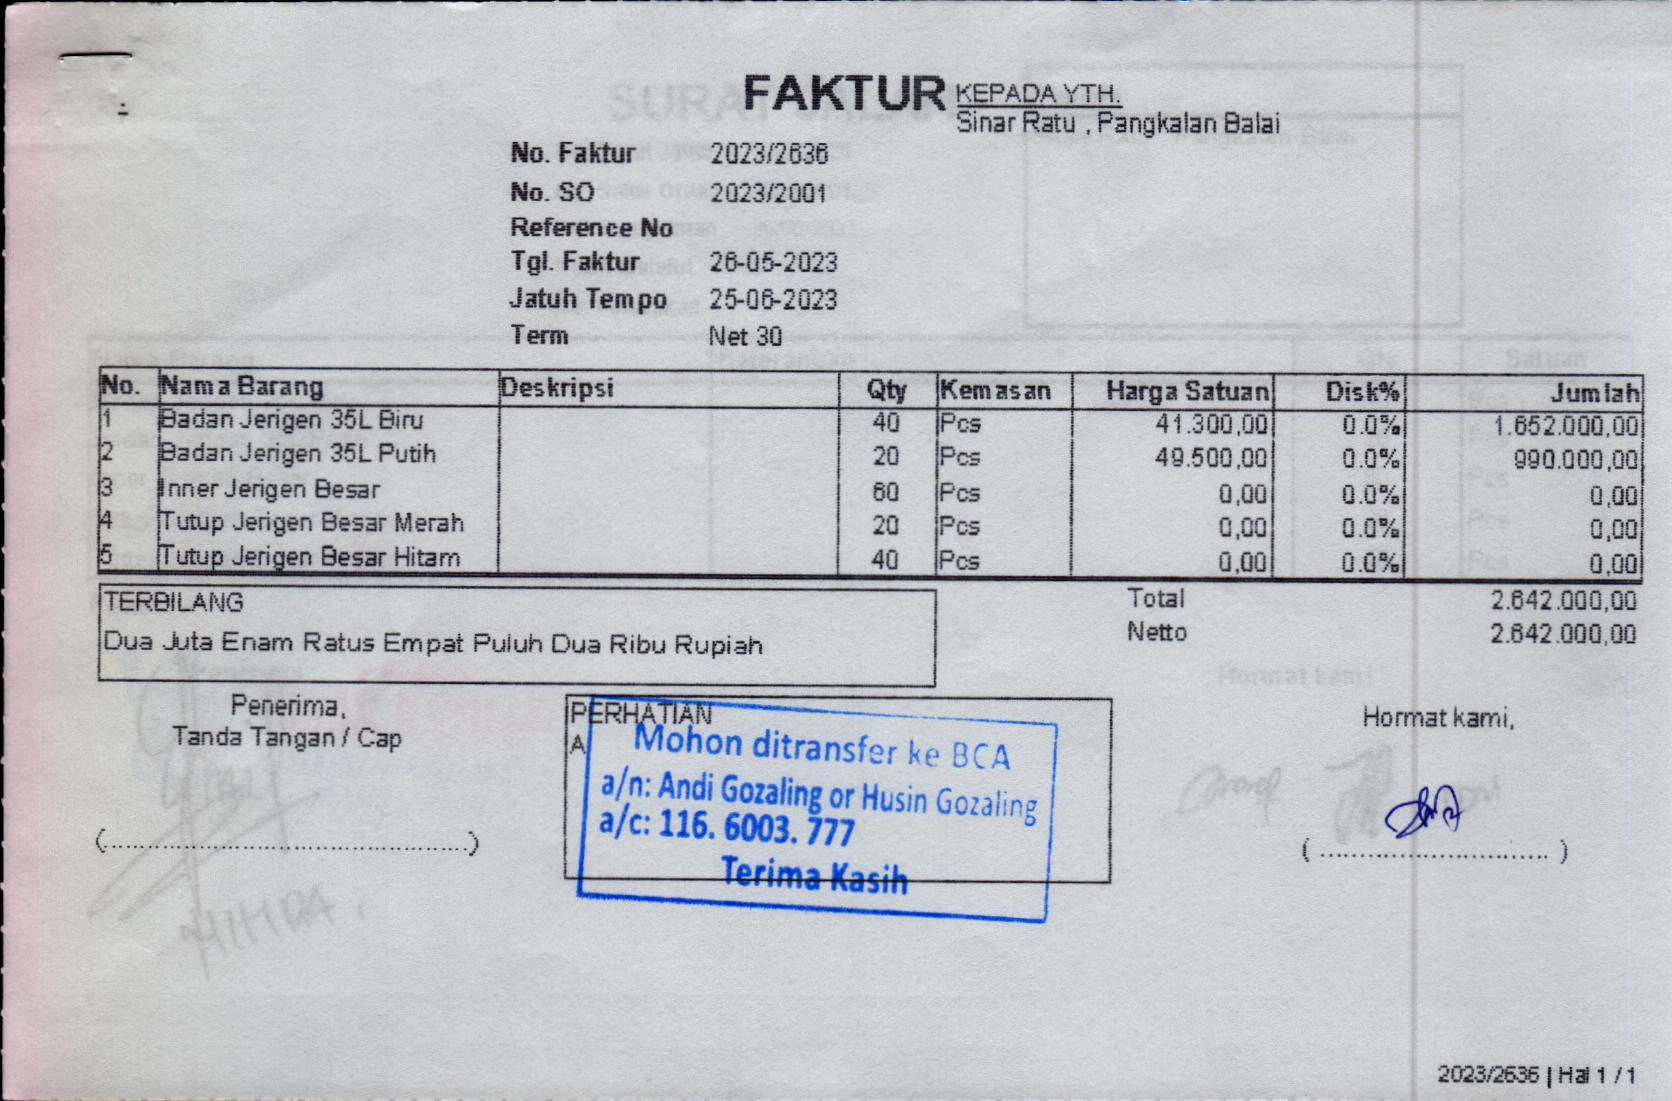 FAKTUR
KEPADA YTH.
Sinar Ratu , Pangkalan Balai
No. Faktur 2023/2636
No. SO 2023/2001
Reference No
Tgl. Faktur 26-05-2023
Jatuh Tempo 25-06-2023
Term Net 30
No. Nama Barang Deskripsi Qty Kemasan Harga Satuan Disk% Jumlah
1 Badan Jerigen 35L Biru 40 Pcs 41.300,00 0.0% 1.652.000,00
2 Badan Jerigen 35L Putih 20 Pcs 49.500,00 0.0% 990.000,00
3 Inner Jerigen Besar 60 Pcs 0,00 0.0% 0,00
4 Tutup Jerigen Besar Merah 20 Pcs 0,00 0.0% 0,00
5 Tutup Jerigen Besar Hitam 40 Pcs 0,00 0.0% 0,00
TERBILANG
Dua Juta Enam Ratus Empat Puluh Dua Ribu Rupiah
Total 2.642.000,00
Netto 2.642.000,00
Penerima,
Tanda Tangan / Cap
PERHATIAN
A
Mohon ditransfer ke BCA
a/n: Andi Gozaling or Husin Gozaling
a/c: 116. 6003. 777
Terima Kasih
Hormat kami,
(................................................)
( .............................. )
2023/2636 | Hal 1 / 1